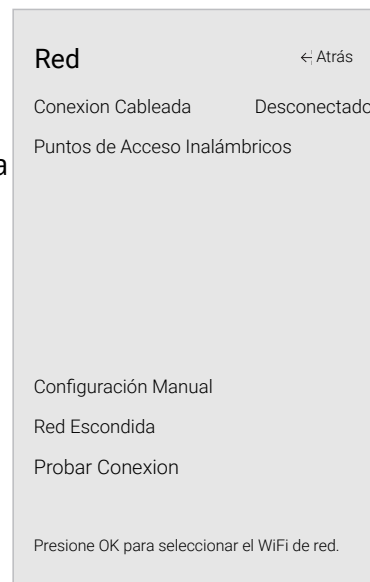 Red
← Atrás
Conexion Cableada Desconectado
a
Puntos de Acceso Inalámbricos
Configuración Manual
Red Escondida
Probar Conexion
Presione OK para seleccionar el WiFi de red.